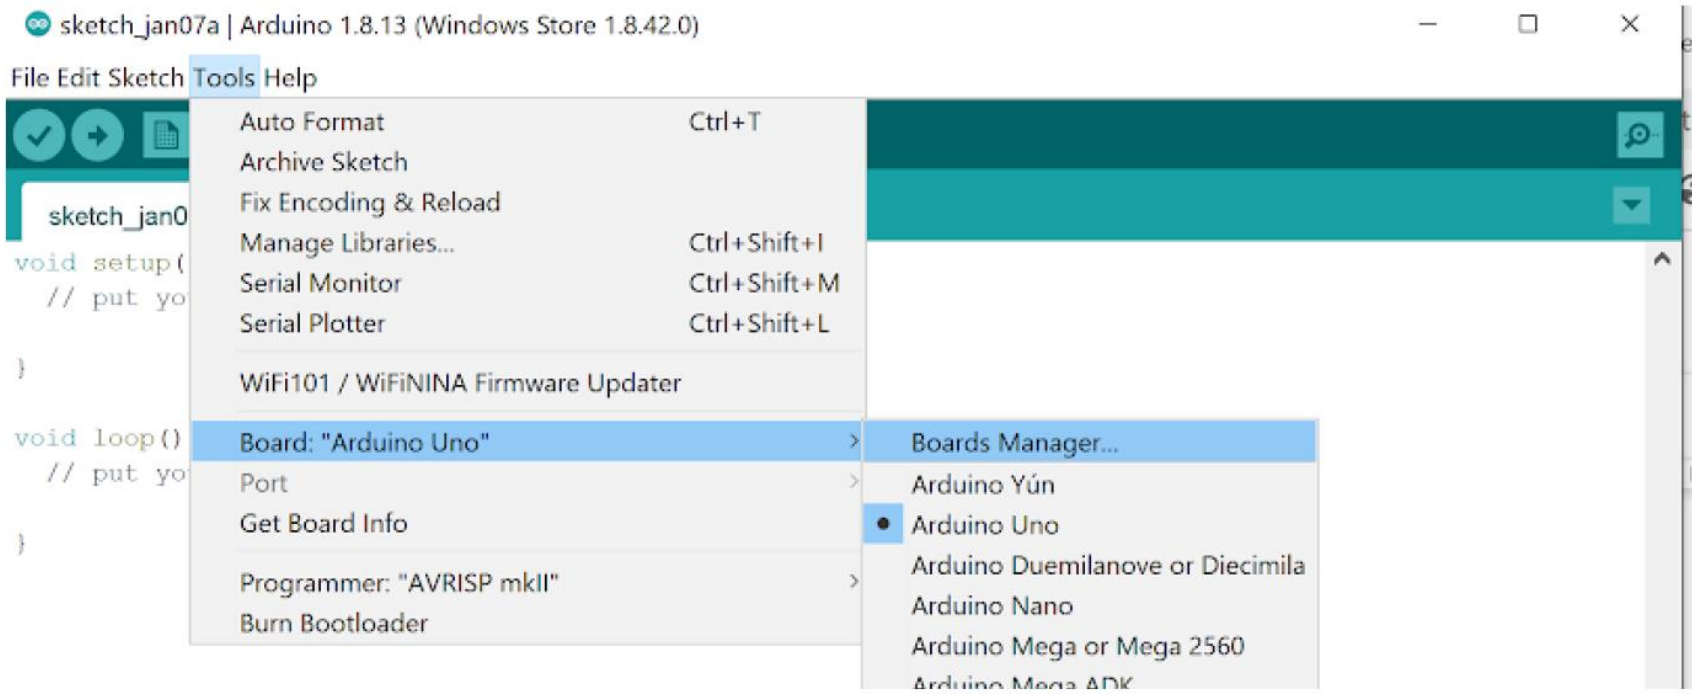 sketch_jan07a | Arduino 1.8.13 (Windows Store 1.8.42.0)
File Edit Sketch Tools Help
Auto Format Ctrl+T
Archive Sketch
Fix Encoding & Reload
sketch_jan0
Manage Libraries... Ctrl+Shift+I
void setup(
Serial Monitor Ctrl+Shift+M
// put yo
Serial Plotter Ctrl+Shift+L
}
WiFi101 / WiFiNINA Firmware Updater
void loop()
Board: "Arduino Uno" Boards Manager...
// put yo
Port Arduino Yún
Get Board Info Arduino Uno
}
Arduino Duemilanove or Diecimila
Programmer: "AVRISP mkII"
Arduino Nano
Burn Bootloader
Arduino Mega or Mega 2560
Arduino Mega ADK